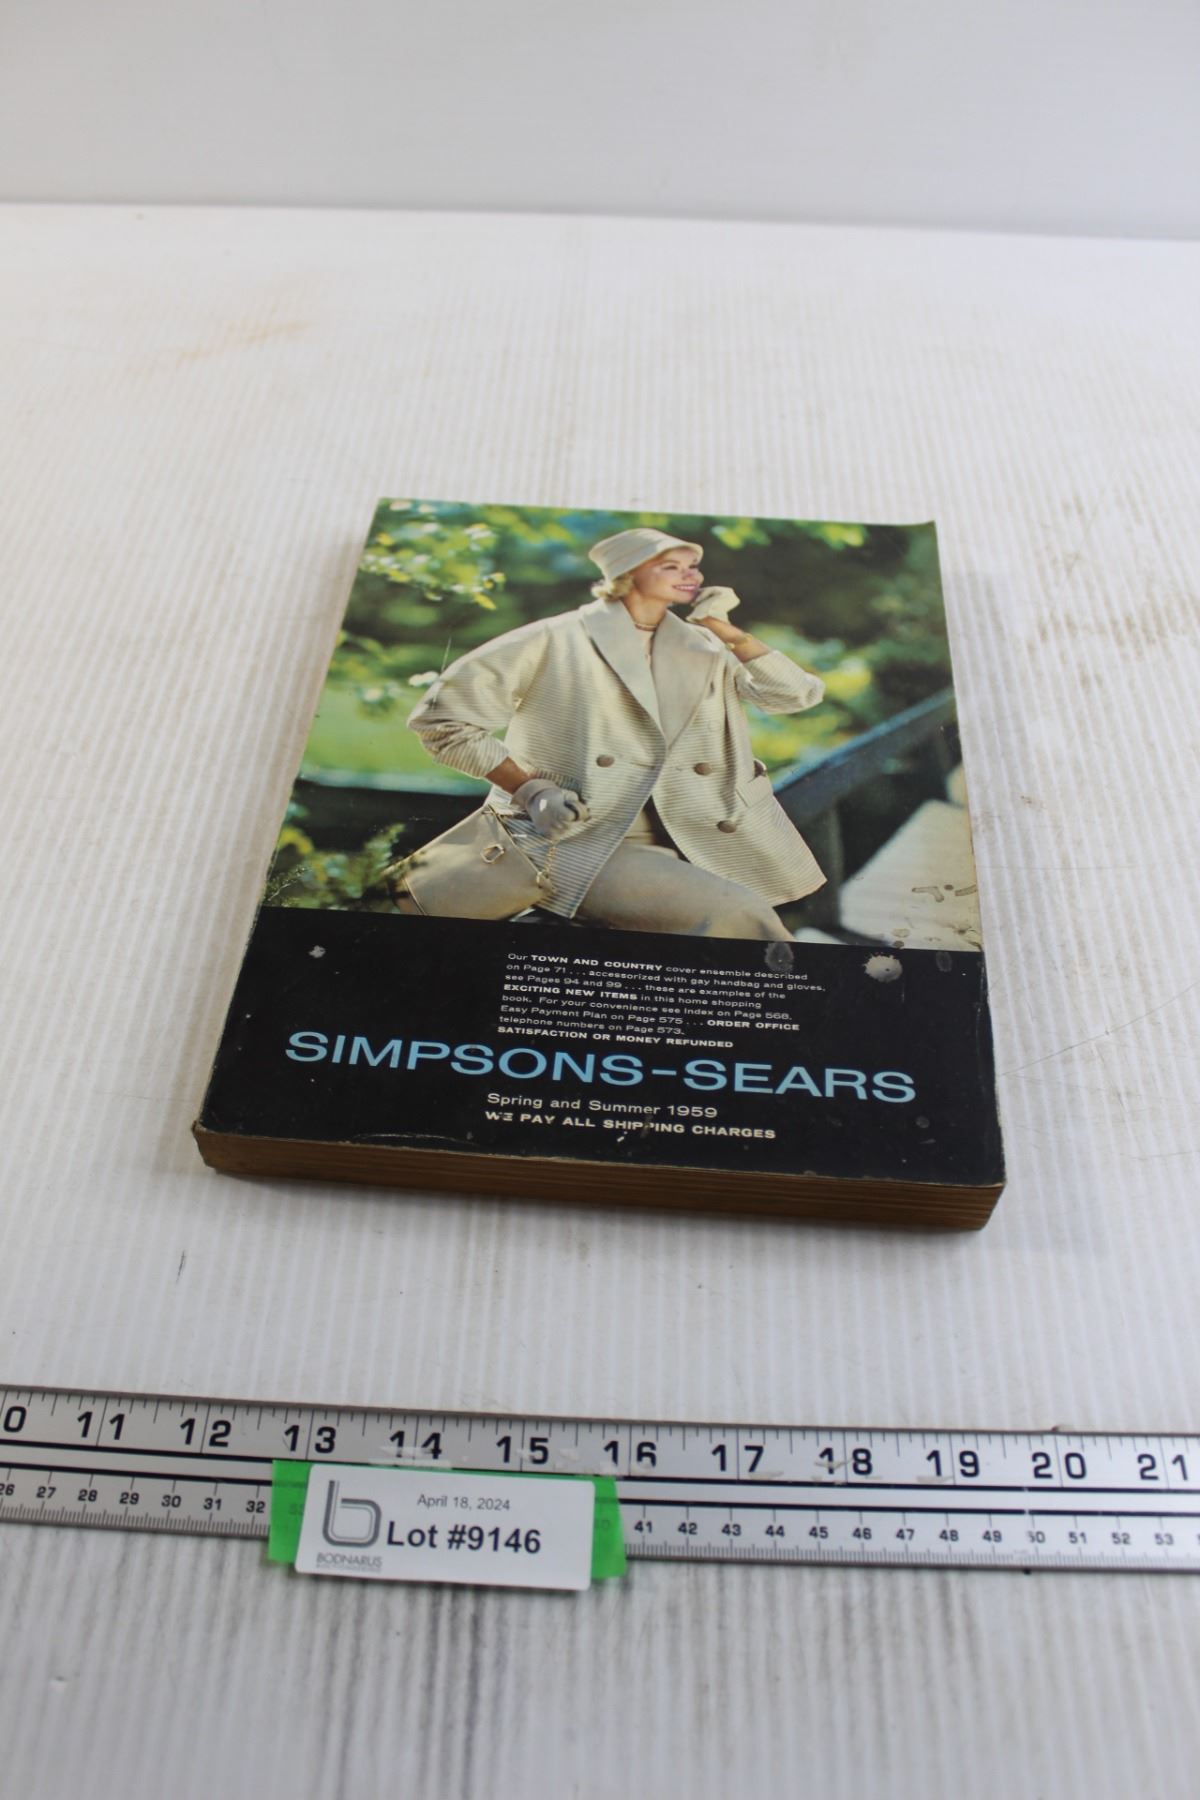 Our TOWN AND COUNTRY cover ensemble described
on Page 71 ... accessorized with gay handbag and gloves,
see Pages 94 and 99 ... these are examples of the
EXCITING NEW ITEMS in this home shopping
book. For your convenience see Index on Page 568.
Easy Payment Plan on Page 575 ... ORDER OFFICE
telephone numbers on Page 573.
SATISFACTION OR MONEY REFUNDED
SIMPSONS-SEARS
Spring and Summer 1959
WE PAY ALL SHIPPING CHARGES
0 11 12 13 14 15 16 17 18 19 20 21
26 27 28 29 30 31 32 41 42 43 44 45 46 47 48 49 50 51 52 53
April 18, 2024
Lot #9146
BODNARUS